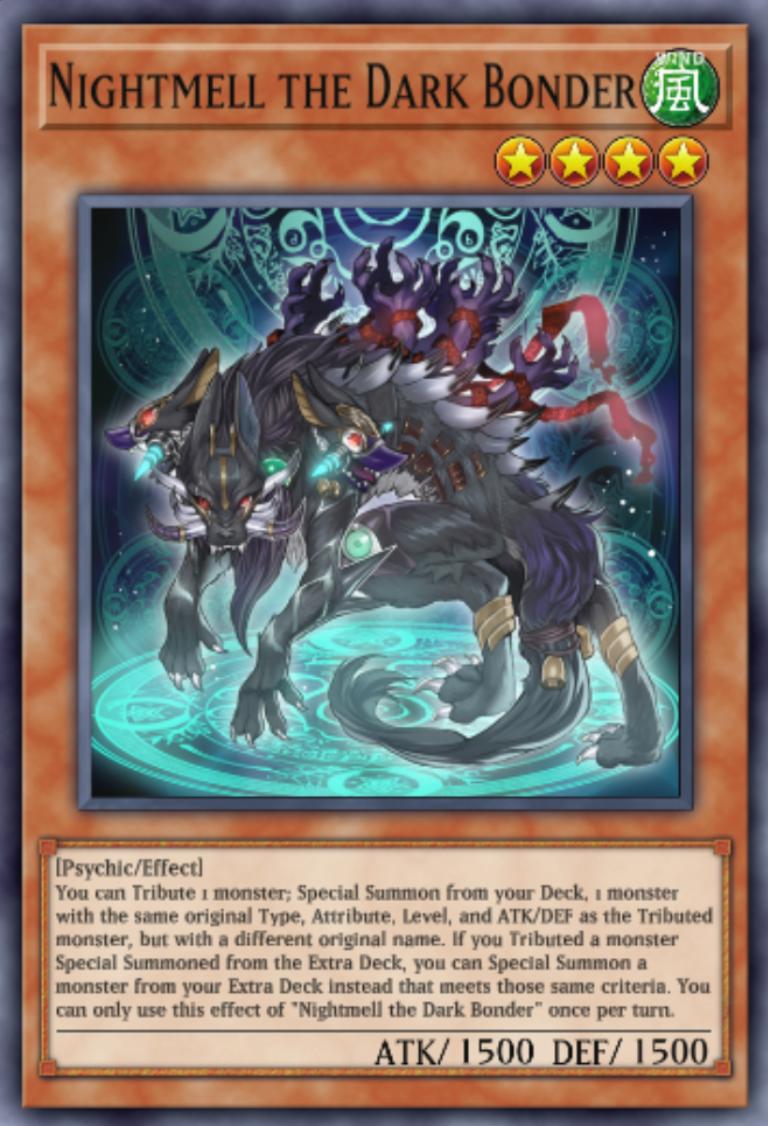 NIGHTMELL THE DARK BONDER
WIND
風
[Psychic/Effect]
You can Tribute 1 monster; Special Summon from your Deck, 1 monster
with the same original Type, Attribute, Level, and ATK/DEF as the Tributed
monster, but with a different original name. If you Tributed a monster
Special Summoned from the Extra Deck, you can Special Summon a
monster from your Extra Deck instead that meets those same criteria. You
can only use this effect of "Nightmell the Dark Bonder" once per turn.
ATK/ 1500 DEF/ 1500